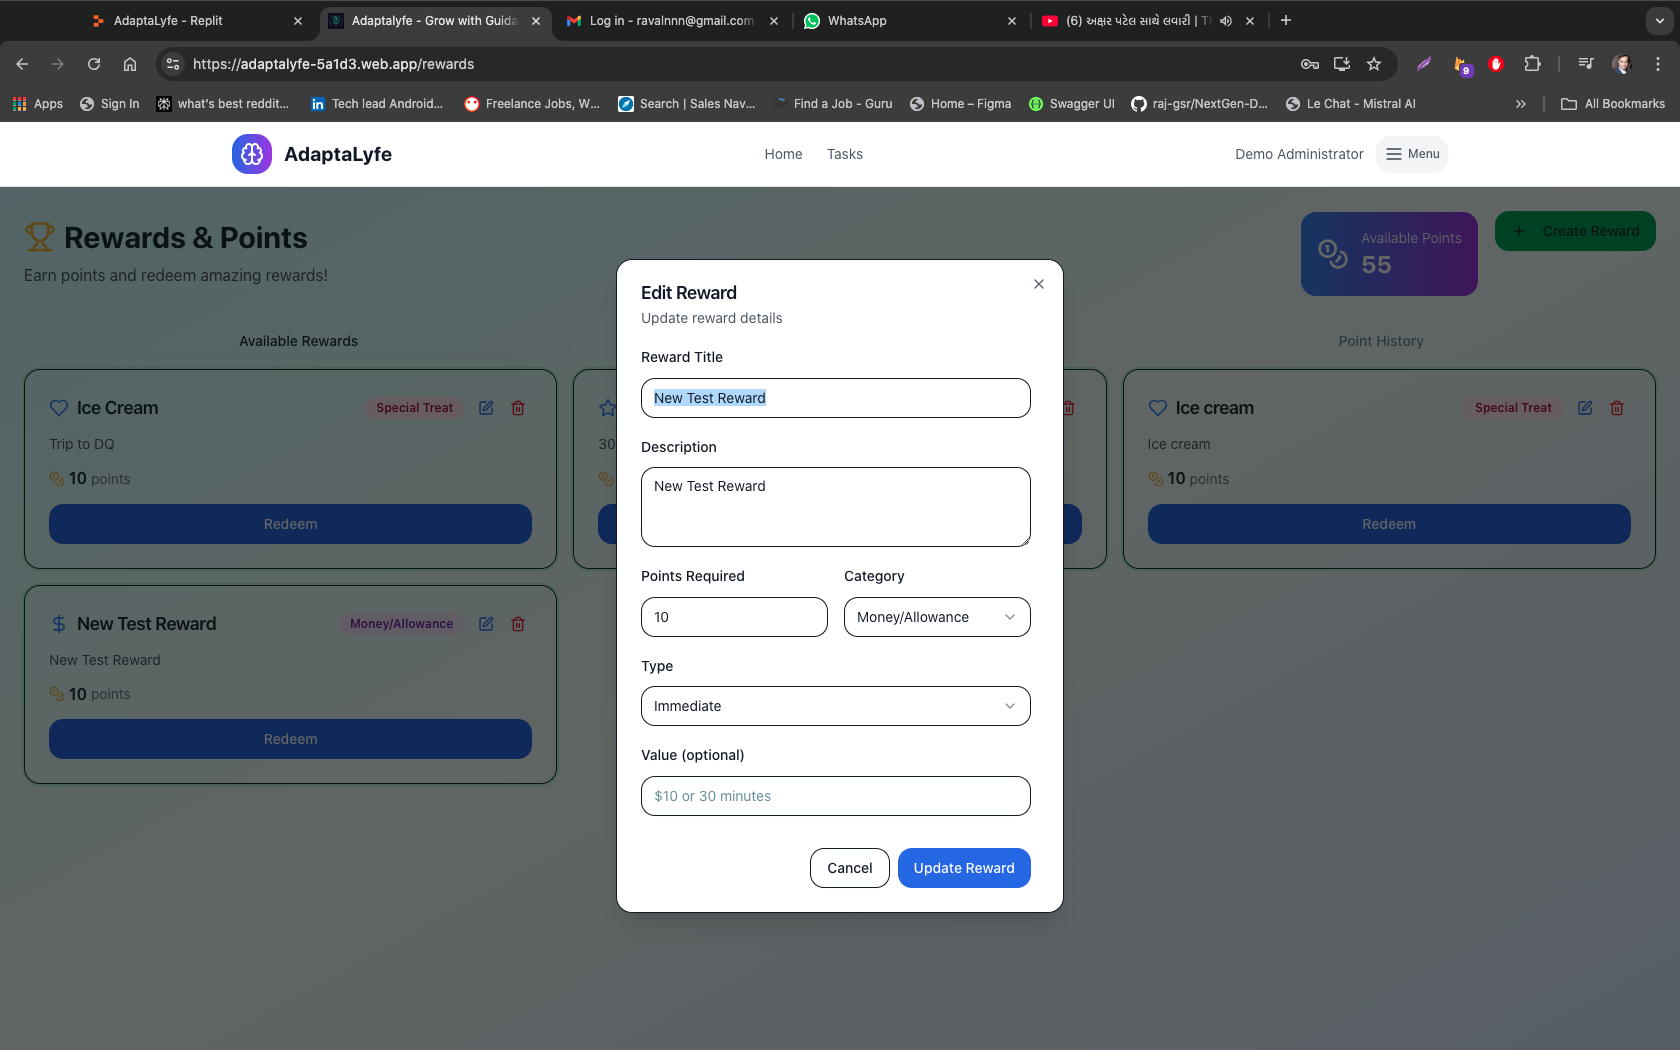 AdaptaLyfe - Replit
Adaptalyfe - Grow with Guida
Log in - ravalnnn@gmail.com
WhatsApp
(6) અક્ષર પટેલ સાથે લવારી | T
https://adaptalyfe-5a1d3.web.app/rewards
9
Apps
Sign In
what's best reddit...
Tech lead Android...
Freelance Jobs, W...
Search | Sales Nav...
Find a Job - Guru
Home – Figma
Swagger UI
raj-gsr/NextGen-D...
Le Chat - Mistral AI
All Bookmarks
AdaptaLyfe
Home
Tasks
Demo Administrator
Menu
Rewards & Points
Earn points and redeem amazing rewards!
Available Points
55
Create Reward
Available Rewards
Point History
Ice Cream
Special Treat
Trip to DQ
10 points
Redeem
30
Ice cream
Special Treat
Ice cream
10 points
Redeem
New Test Reward
Money/Allowance
New Test Reward
10 points
Redeem
Edit Reward
Update reward details
Reward Title
New Test Reward
Description
New Test Reward
Points Required
Category
10
Money/Allowance
Type
Immediate
Value (optional)
$10 or 30 minutes
Cancel
Update Reward